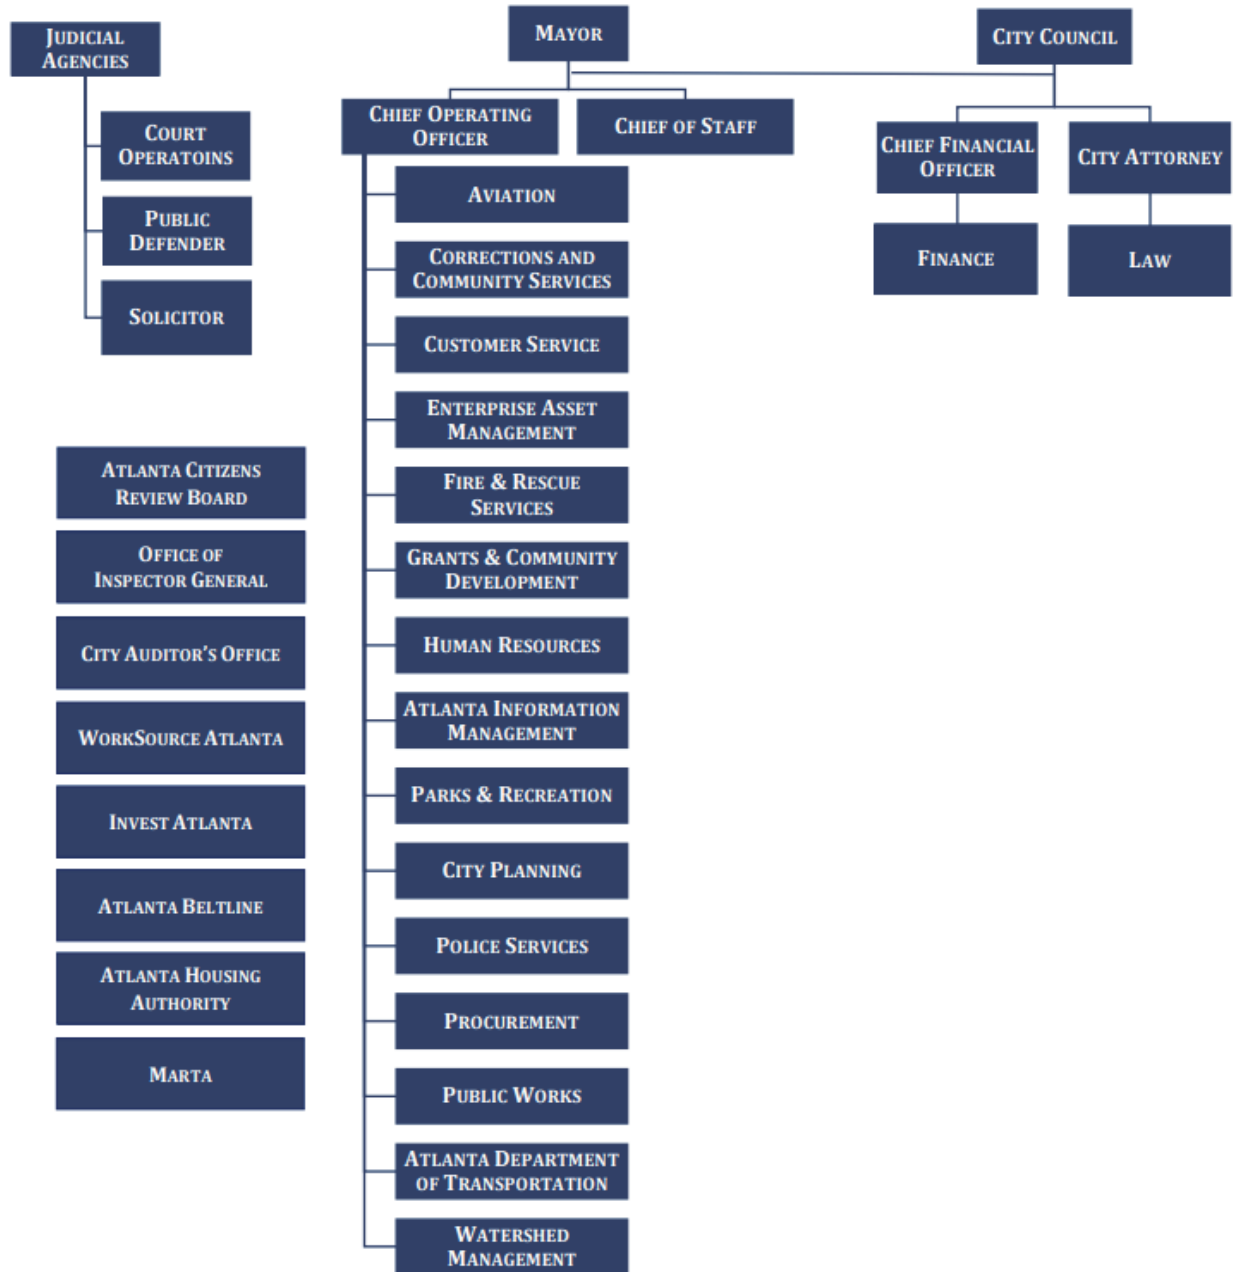 JUDICIAL
AGENCIES
COURT
OPERATOINS
PUBLIC
DEFENDER
SOLICITOR
ATLANTA CITIZENS
REVIEW BOARD
OFFICE OF
INSPECTOR GENERAL
CITY AUDITOR'S OFFICE
WORKSOURCE ATLANTA
INVEST ATLANTA
ATLANTA BELTLINE
ATLANTA HOUSING
AUTHORITY
MARTA
MAYOR
CHIEF OPERATING
OFFICER
CHIEF OF STAFF
AVIATION
CORRECTIONS AND
COMMUNITY SERVICES
CUSTOMER SERVICE
ENTERPRISE ASSET
MANAGEMENT
FIRE & RESCUE
SERVICES
GRANTS & COMMUNITY
DEVELOPMENT
HUMAN RESOURCES
ATLANTA INFORMATION
MANAGEMENT
PARKS & RECREATION
CITY PLANNING
POLICE SERVICES
PROCUREMENT
PUBLIC WORKS
ATLANTA DEPARTMENT
OF TRANSPORTATION
WATERSHED
MANAGEMENT
CITY COUNCIL
CHIEF FINANCIAL
OFFICER
CITY ATTORNEY
FINANCE
LAW